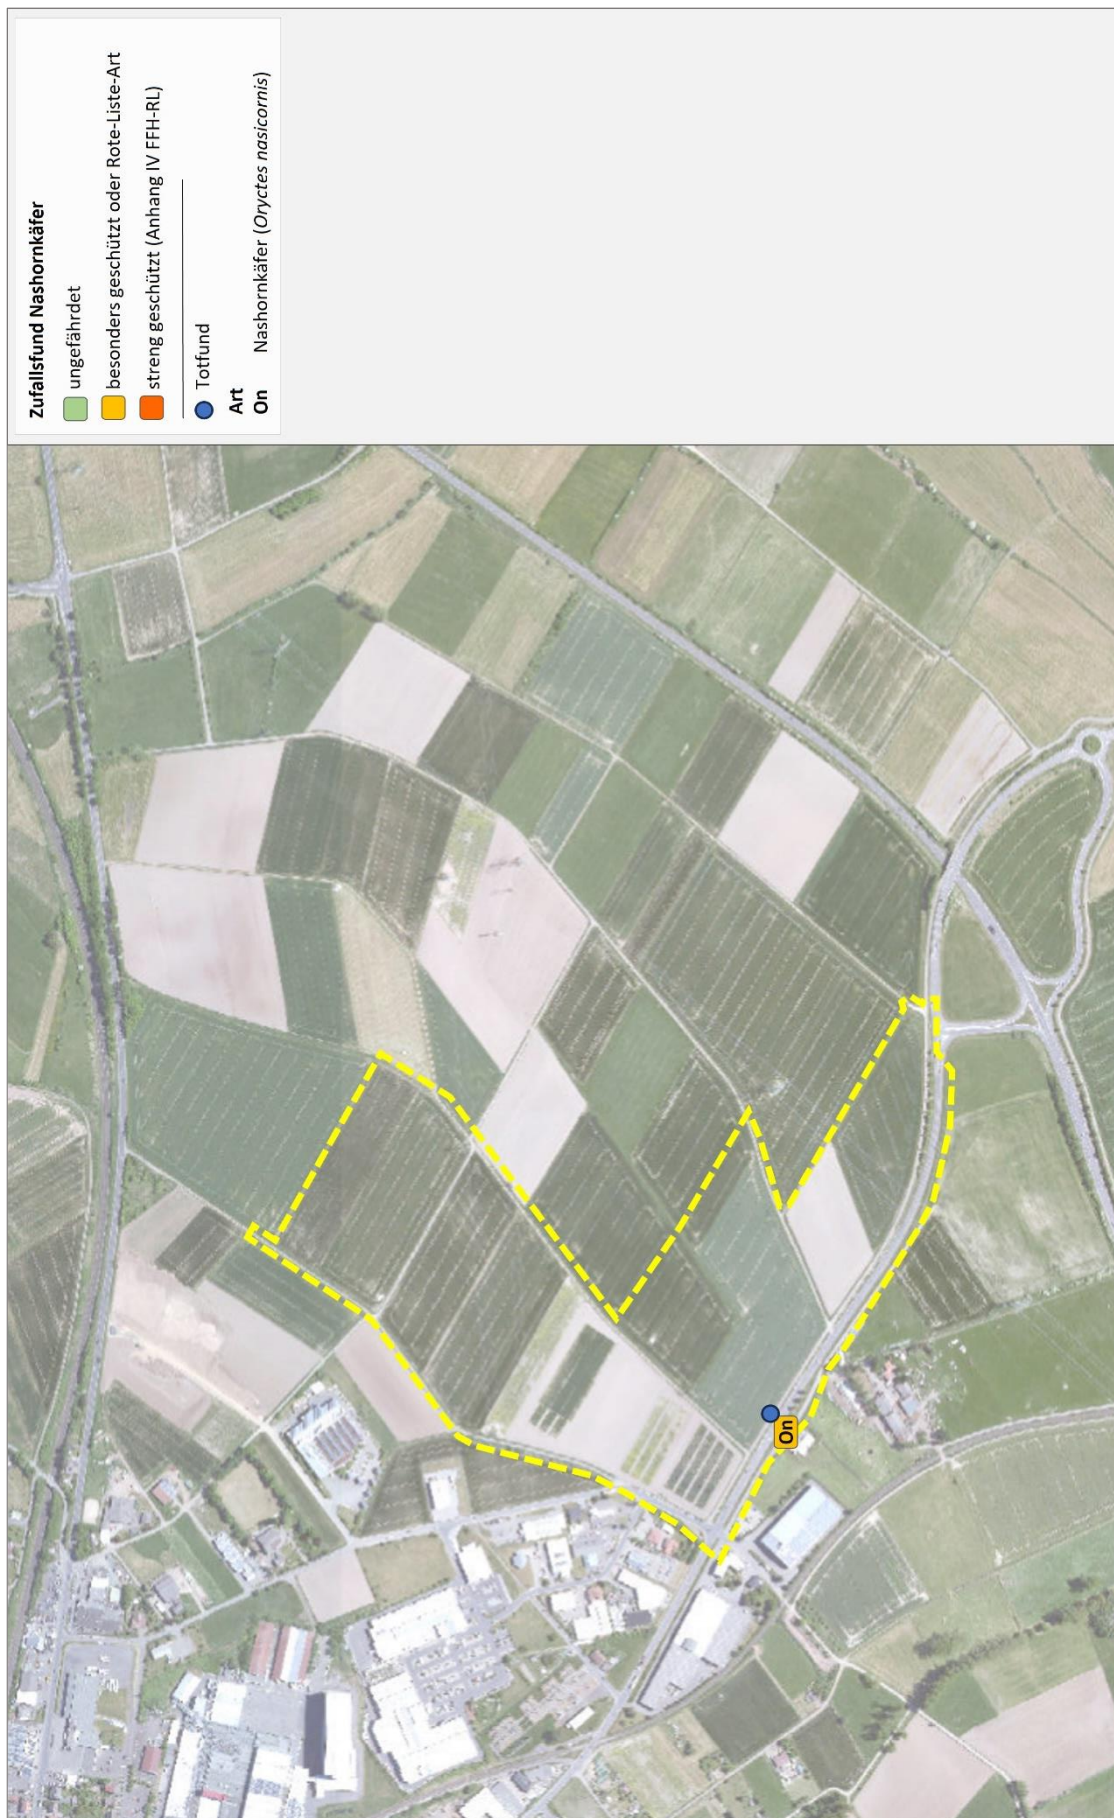 Zufallsfund Nashornkäfer
ungefährdet
besonders geschützt oder Rote-Liste-Art
streng geschützt (Anhang IV FFH-RL)
Totfund
Art
On Nashornkäfer (Oryctes nasicornis)
On